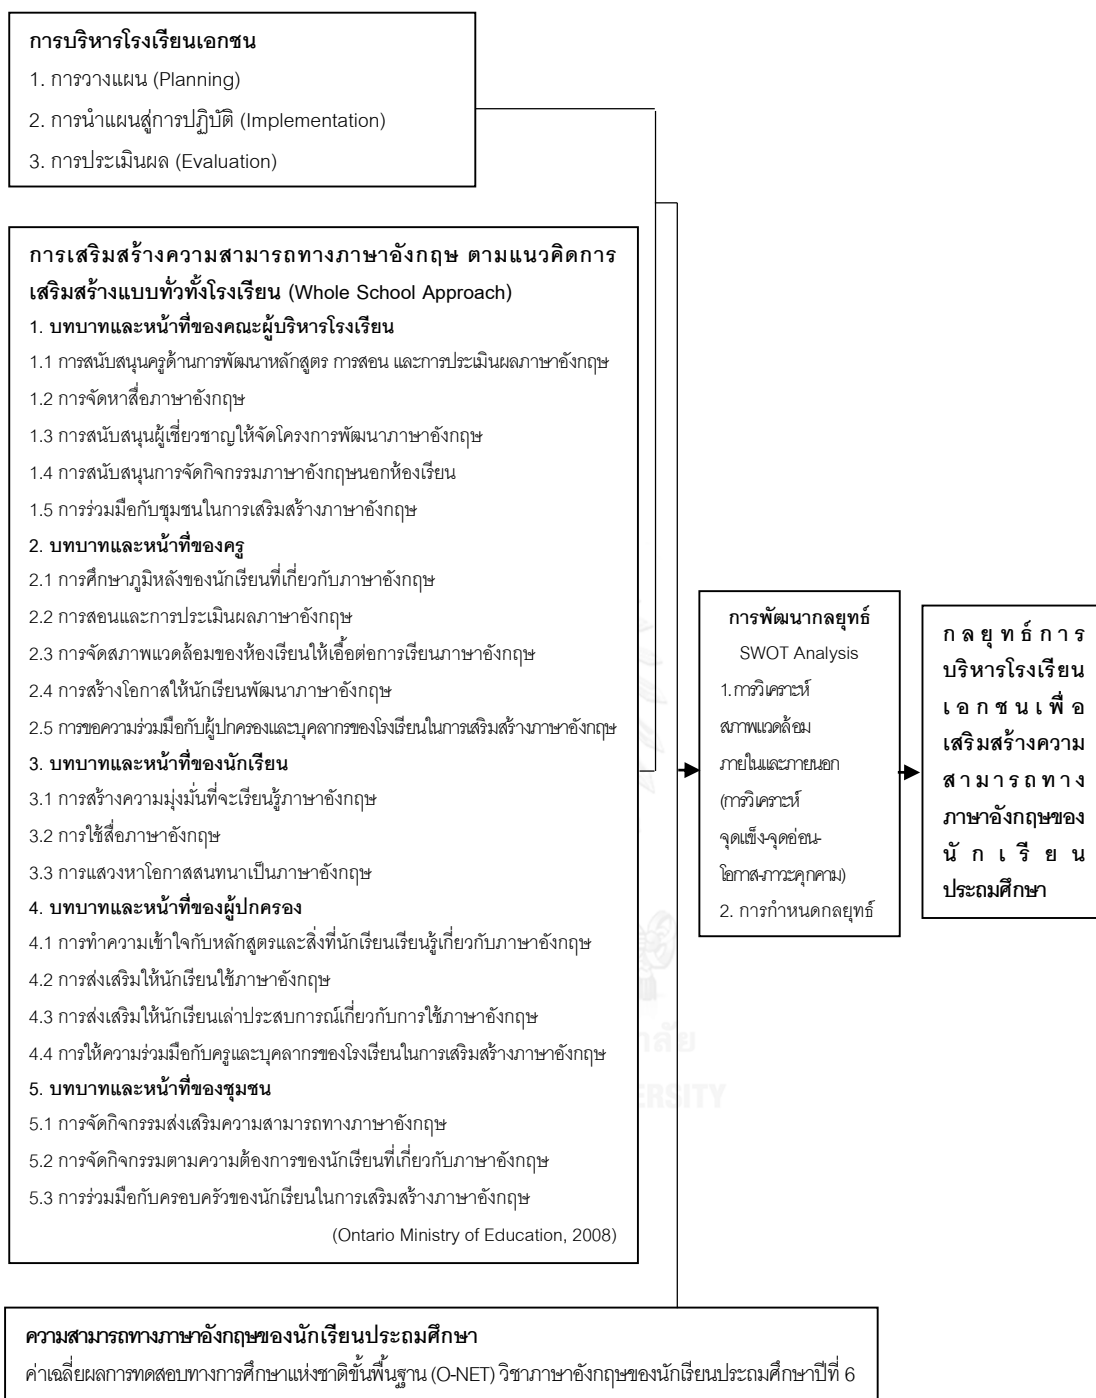 การบริหารโรงเรียนเอกชน
1. การวางแผน (Planning)
2. การนำแผนสู่การปฏิบัติ (Implementation)
3. การประเมินผล (Evaluation)
การเสริมสร้างความสามารถทางภาษาอังกฤษ ตามแนวคิดการ
เสริมสร้างแบบทั่วทั้งโรงเรียน (Whole School Approach)
1. บทบาทและหน้าที่ของคณะผู้บริหารโรงเรียน
1.1 การสนับสนุนครูด้านการพัฒนาหลักสูตร การสอน และการประเมินผลภาษาอังกฤษ
1.2 การจัดหาสื่อภาษาอังกฤษ
1.3 การสนับสนุนผู้เชี่ยวชาญให้จัดโครงการพัฒนาภาษาอังกฤษ
1.4 การสนับสนุนการจัดกิจกรรมภาษาอังกฤษนอกห้องเรียน
1.5 การร่วมมือกับชุมชนในการเสริมสร้างภาษาอังกฤษ
2. บทบาทและหน้าที่ของครู
2.1 การศึกษาภูมิหลังของนักเรียนที่เกี่ยวกับภาษาอังกฤษ
2.2 การสอนและการประเมินผลภาษาอังกฤษ
2.3 การจัดสภาพแวดล้อมของห้องเรียนให้เอื้อต่อการเรียนภาษาอังกฤษ
2.4 การสร้างโอกาสให้นักเรียนพัฒนาภาษาอังกฤษ
2.5 การขอความร่วมมือกับผู้ปกครองและบุคลากรของโรงเรียนในการเสริมสร้างภาษาอังกฤษ
3. บทบาทและหน้าที่ของนักเรียน
3.1 การสร้างความมุ่งมั่นที่จะเรียนรู้ภาษาอังกฤษ
3.2 การใช้สื่อภาษาอังกฤษ
3.3 การแสวงหาโอกาสสนทนาเป็นภาษาอังกฤษ
4. บทบาทและหน้าที่ของผู้ปกครอง
4.1 การทำความเข้าใจกับหลักสูตรและสิ่งที่นักเรียนเรียนรู้เกี่ยวกับภาษาอังกฤษ
4.2 การส่งเสริมให้นักเรียนใช้ภาษาอังกฤษ
4.3 การส่งเสริมให้นักเรียนเล่าประสบการณ์เกี่ยวกับการใช้ภาษาอังกฤษ
4.4 การให้ความร่วมมือกับครูและบุคลากรของโรงเรียนในการเสริมสร้างภาษาอังกฤษ
5. บทบาทและหน้าที่ของชุมชน
5.1 การจัดกิจกรรมส่งเสริมความสามารถทางภาษาอังกฤษ
5.2 การจัดกิจกรรมตามความต้องการของนักเรียนที่เกี่ยวกับภาษาอังกฤษ
5.3 การร่วมมือกับครอบครัวของนักเรียนในการเสริมสร้างภาษาอังกฤษ
(Ontario Ministry of Education, 2008)
การพัฒนากลยุทธ์
SWOT Analysis
1.การวิเคราะห์
สภาพแวดล้อม
ภายในและภายนอก
(การวิเคราะห์
จุดแข็ง-จุดอ่อน-
โอกาส-ภาวะคุกคาม)
2. การกำหนดกลยุทธ์
กลยุทธ์การ
บริหารโรงเรียน
เอกชนเพื่อ
เสริมสร้างความ
สามารถทาง
ภาษาอังกฤษของ
นักเรียน
ประถมศึกษา
ความสามารถทางภาษาอังกฤษของนักเรียนประถมศึกษา
ค่าเฉลี่ยผลการทดสอบทางการศึกษาแห่งชาติขั้นพื้นฐาน (O-NET) วิชาภาษาอังกฤษของนักเรียนประถมศึกษาปีที่ 6